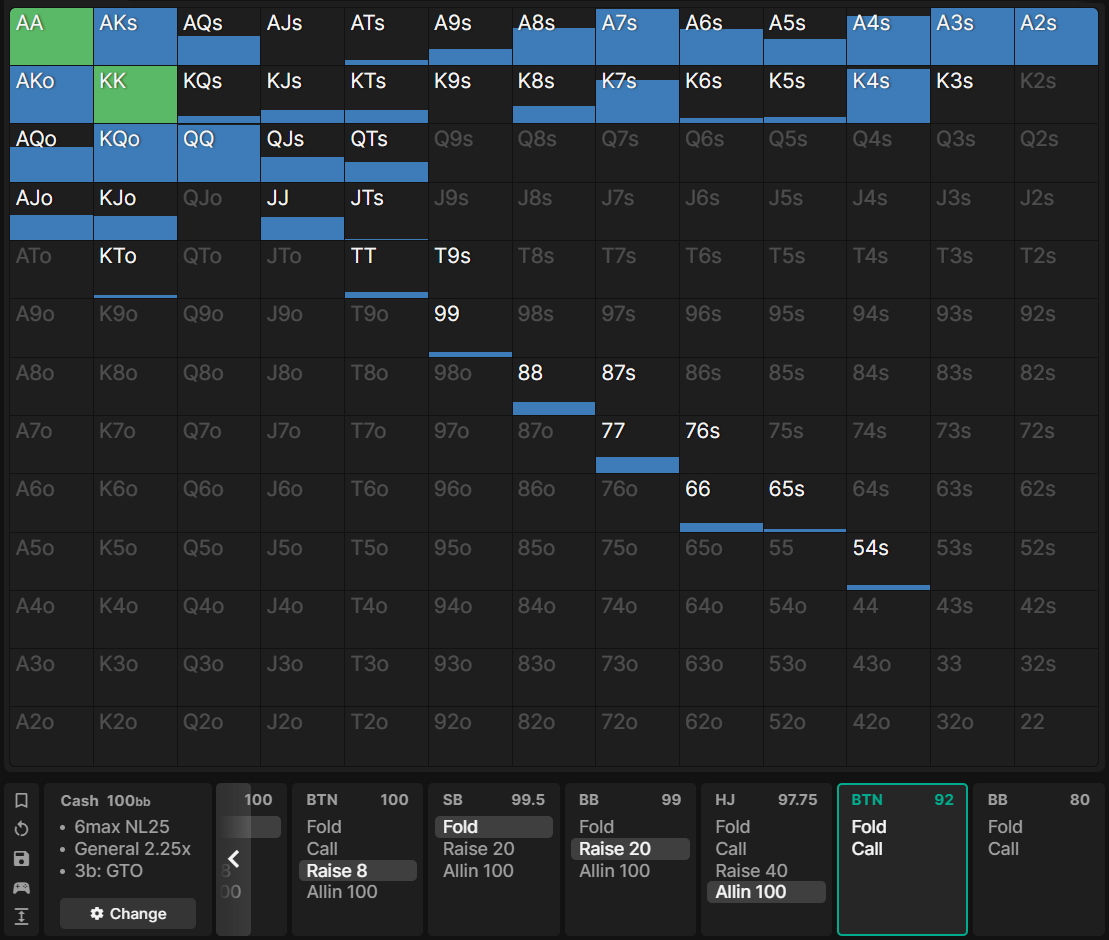 AA AKs AQs AJs ATs A9s A8s A7s A6s A5s A4s A3s A2s
AKo KK KQs KJs KTs K9s K8s K7s K6s K5s K4s K3s K2s
AQo KQo QQ QJs QTs Q9s Q8s Q7s Q6s Q5s Q4s Q3s Q2s
AJo KJo QJo JJ JTs J9s J8s J7s J6s J5s J4s J3s J2s
ATo KTo QTo JTo TT T9s T8s T7s T6s T5s T4s T3s T2s
A9o K9o Q9o J9o T9o 99 98s 97s 96s 95s 94s 93s 92s
A8o K8o Q8o J8o T8o 98o 88 87s 86s 85s 84s 83s 82s
A7o K7o Q7o J7o T7o 97o 87o 77 76s 75s 74s 73s 72s
A6o K6o Q6o J6o T6o 96o 86o 76o 66 65s 64s 63s 62s
A5o K5o Q5o J5o T5o 95o 85o 75o 65o 55 54s 53s 52s
A4o K4o Q4o J4o T4o 94o 84o 74o 64o 54o 44 43s 42s
A3o K3o Q3o J3o T3o 93o 83o 73o 63o 53o 43o 33 32s
A2o K2o Q2o J2o T2o 92o 82o 72o 62o 52o 42o 32o 22
Cash 100bb
• 6max NL25
• General 2.25x
• 3b: GTO
Change
100
8
00
BTN 100
Fold
Call
Raise 8
Allin 100
SB 99.5
Fold
Raise 20
Allin 100
BB 99
Fold
Raise 20
Allin 100
HJ 97.75
Fold
Call
Raise 40
Allin 100
BTN 92
Fold
Call
BB 80
Fold
Call